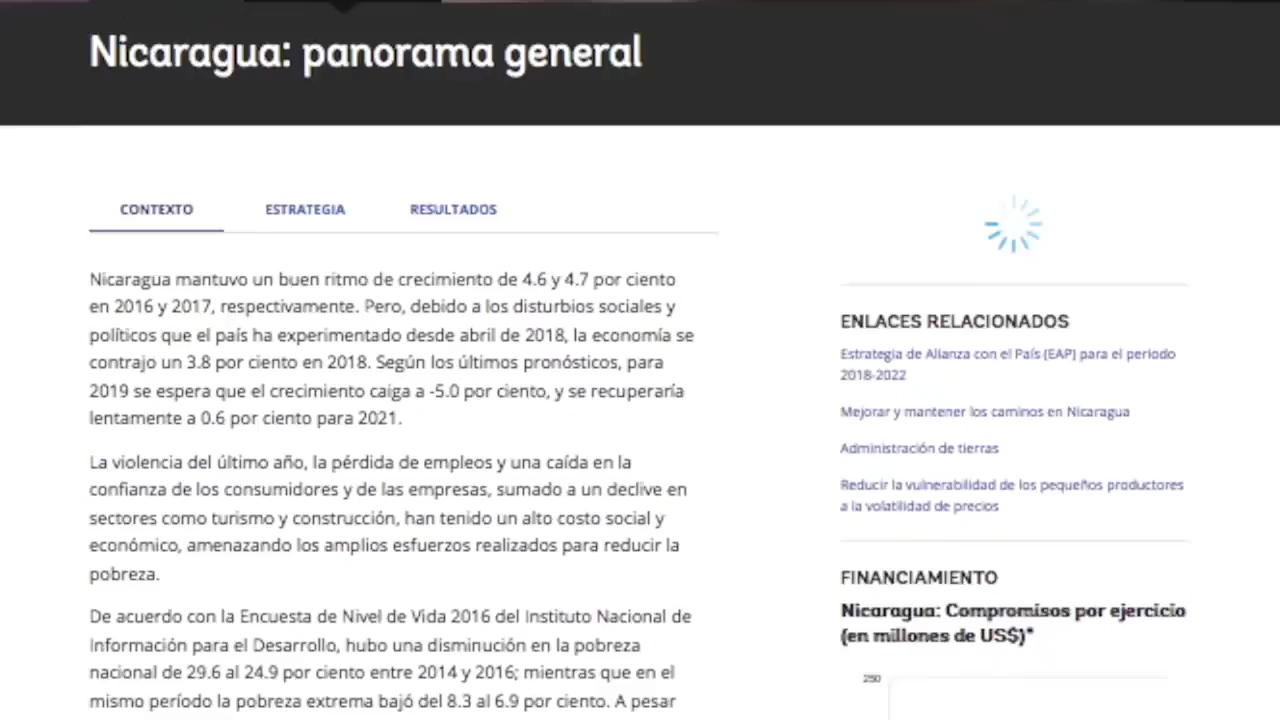 Nicaragua: panorama general
CONTEXTO ESTRATEGIA RESULTADOS
Nicaragua mantuvo un buen ritmo de crecimiento de 4.6 y 4.7 por ciento
en 2016 y 2017, respectivamente. Pero, debido a los disturbios sociales y
políticos que el país ha experimentado desde abril de 2018, la economía se
contrajo un 3.8 por ciento en 2018. Según los últimos pronósticos, para
2019 se espera que el crecimiento caiga a -5.0 por ciento, y se recuperaría
lentamente a 0.6 por ciento para 2021.
La violencia del último año, la pérdida de empleos y una caída en la
confianza de los consumidores y de las empresas, sumado a un declive en
sectores como turismo y construcción, han tenido un alto costo social y
económico, amenazando los amplios esfuerzos realizados para reducir la
pobreza.
De acuerdo con la Encuesta de Nivel de Vida 2016 del Instituto Nacional de
Información para el Desarrollo, hubo una disminución en la pobreza
nacional de 29.6 al 24.9 por ciento entre 2014 y 2016; mientras que en el
mismo período la pobreza extrema bajó del 8.3 al 6.9 por ciento. A pesar
ENLACES RELACIONADOS
Estrategia de Alianza con el País (EAP) para el periodo
2018-2022
Mejorar y mantener los caminos en Nicaragua
Administración de tierras
Reducir la vulnerabilidad de los pequeños productores
a la volatilidad de precios
FINANCIAMIENTO
Nicaragua: Compromisos por ejercicio
(en millones de US$)*
250